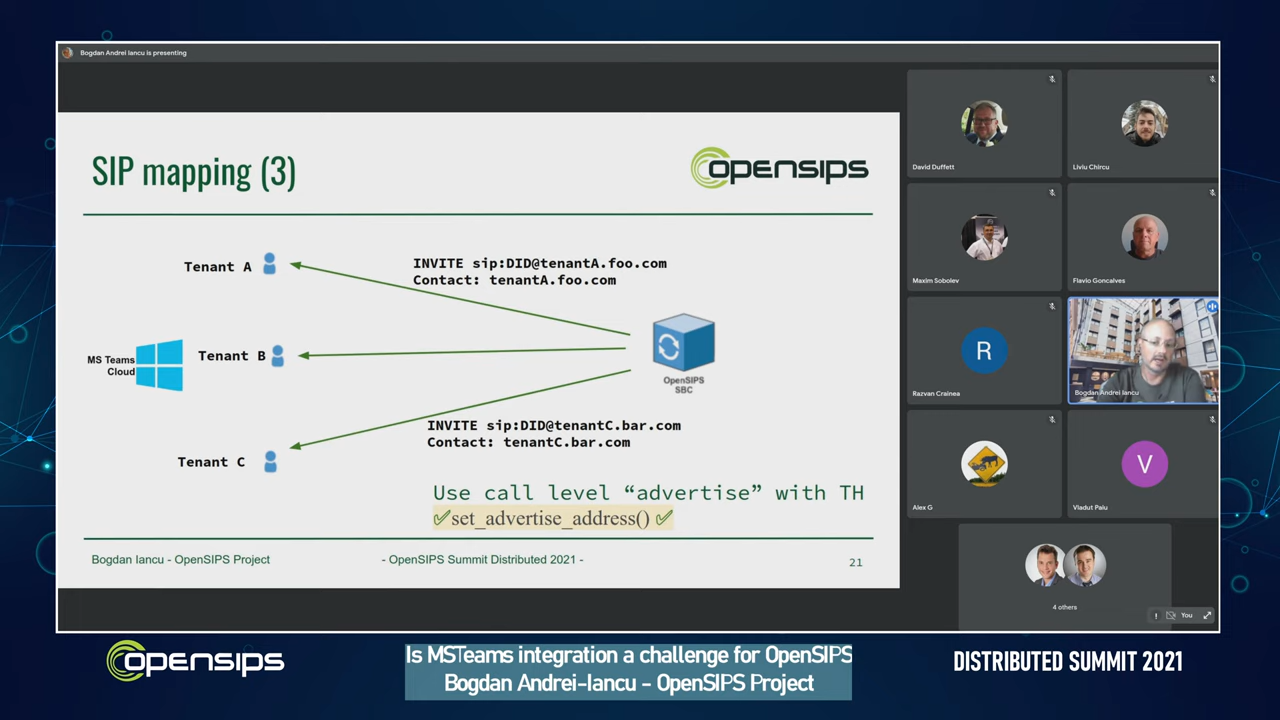 Bogdan Andrei Iancu is presenting
SIP mapping (3)
OPENSIPS
Tenant A
INVITE sip:DID@tenantA.foo.com
Contact: tenantA.foo.com
MS Teams
Cloud
Tenant B
OpenSIPS
SBC
INVITE sip:DID@tenantC.bar.com
Contact: tenantC.bar.com
Tenant C
Use call level “advertise” with TH
✅set_advertise_address() ✅
Bogdan Iancu - OpenSIPS Project
- OpenSIPS Summit Distributed 2021 -
21
David Duffett
Liviu Chircu
Maxim Sobolev
Flavio Goncalves
R
Razvan Crainea
Bogdan Andrei Iancu
Alex G
V
Vladut Paiu
4 others
You
OPENSIPS
Is MSTeams integration a challenge for OpenSIPS
Bogdan Andrei-Iancu - OpenSIPS Project
DISTRIBUTED SUMMIT 2021